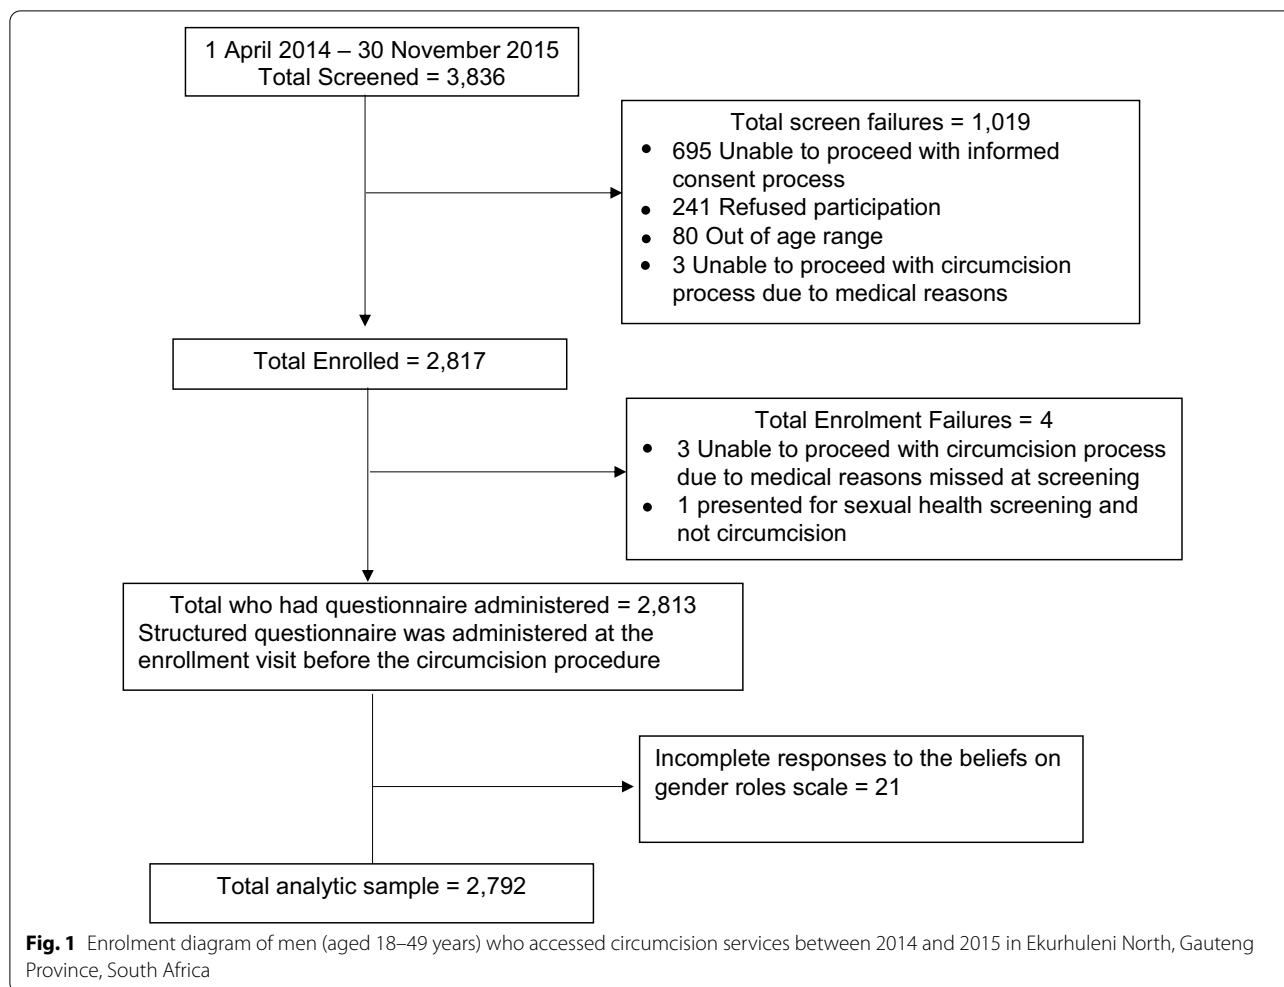 1 April 2014 – 30 November 2015
Total Screened = 3,836
Total screen failures = 1,019
• 695 Unable to proceed with informed
consent process
• 241 Refused participation
• 80 Out of age range
• 3 Unable to proceed with circumcision
process due to medical reasons
Total Enrolled = 2,817
Total Enrolment Failures = 4
• 3 Unable to proceed with circumcision process
due to medical reasons missed at screening
• 1 presented for sexual health screening and
not circumcision
Total who had questionnaire administered = 2,813
Structured questionnaire was administered at the
enrollment visit before the circumcision procedure
Incomplete responses to the beliefs on
gender roles scale = 21
Total analytic sample = 2,792
Fig. 1 Enrolment diagram of men (aged 18–49 years) who accessed circumcision services between 2014 and 2015 in Ekurhuleni North, Gauteng
Province, South Africa